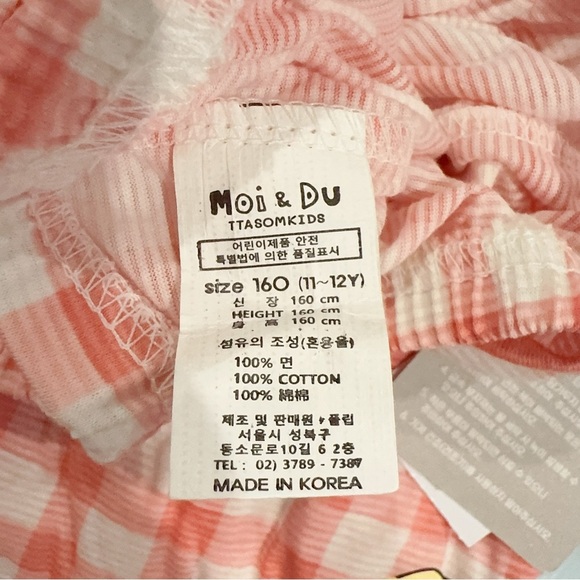 Moi & Du
TTASOMKIDS
어린이제품 안전
특별법에 의한 품질표시
size 160 (11~12Y)
신 장 160 cm
HEIGHT 160 cm
身 高 160 cm
섬유의 조성(혼용율)
100% 면
100% COTTON
100% 綿棉
제조 및 판매원 플립
서울시 성북구
동소문로10길 6 2층
TEL : 02) 3789 - 7387
MADE IN KOREA